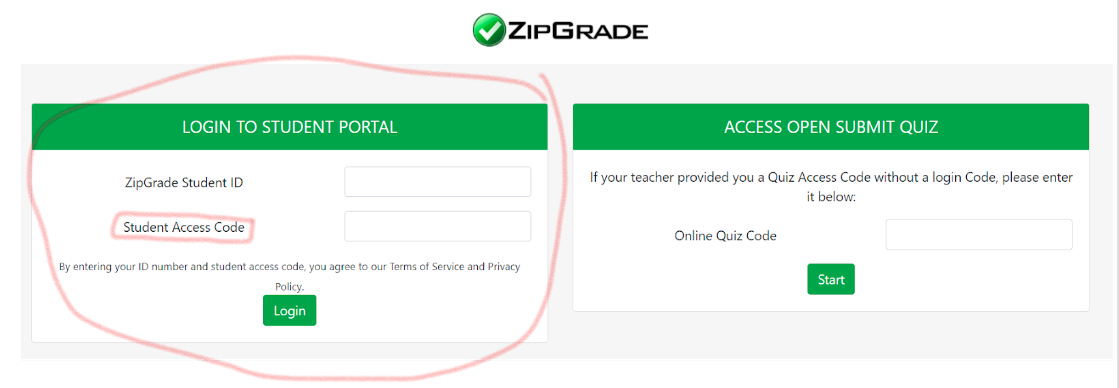 ZIPGRADE
LOGIN TO STUDENT PORTAL
ZipGrade Student ID
Student Access Code
By entering your ID number and student access code, you agree to our Terms of Service and Privacy
Policy.
Login
ACCESS OPEN SUBMIT QUIZ
If your teacher provided you a Quiz Access Code without a login Code, please enter
it below:
Online Quiz Code
Start